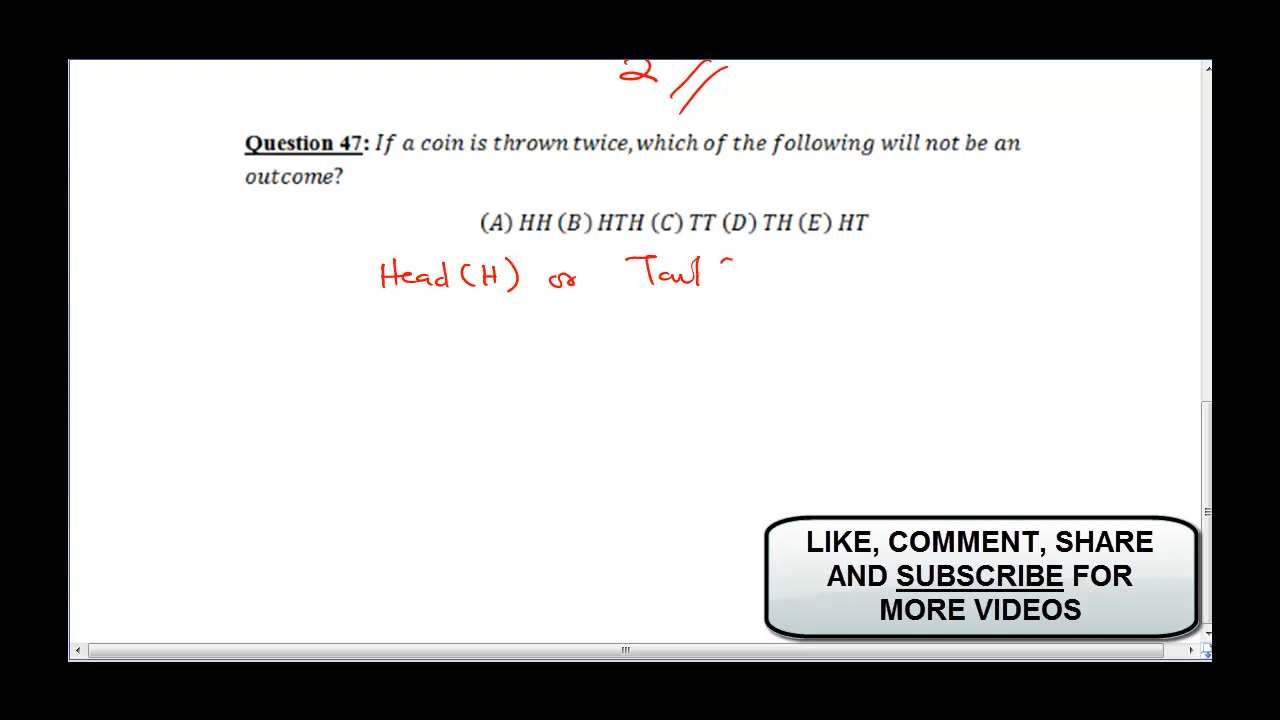 2 //
Question 47: If a coin is thrown twice, which of the following will not be an
outcome?
(A) HH (B) HTH (C) TT (D) TH (E) HT
Head (H) or Tail
LIKE, COMMENT, SHARE
AND SUBSCRIBE FOR
MORE VIDEOS